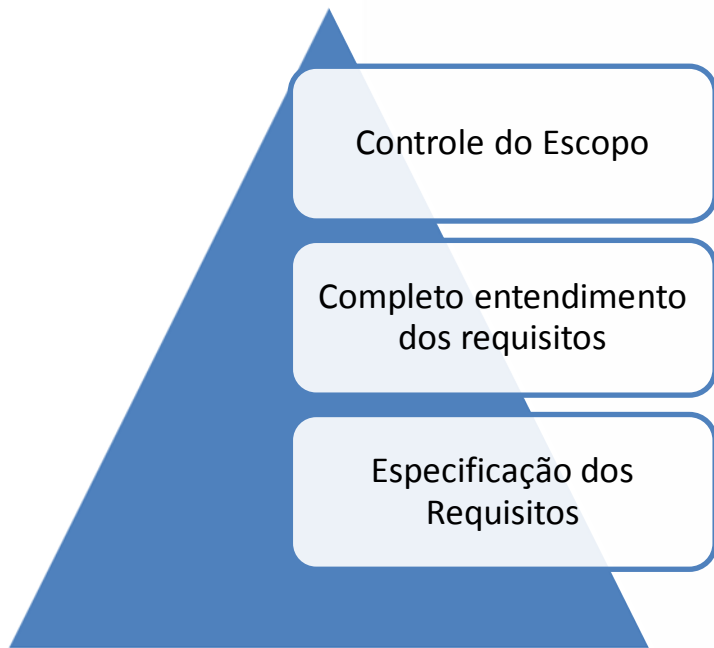 Controle do Escopo
Completo entendimento
dos requisitos
Especificação dos
Requisitos